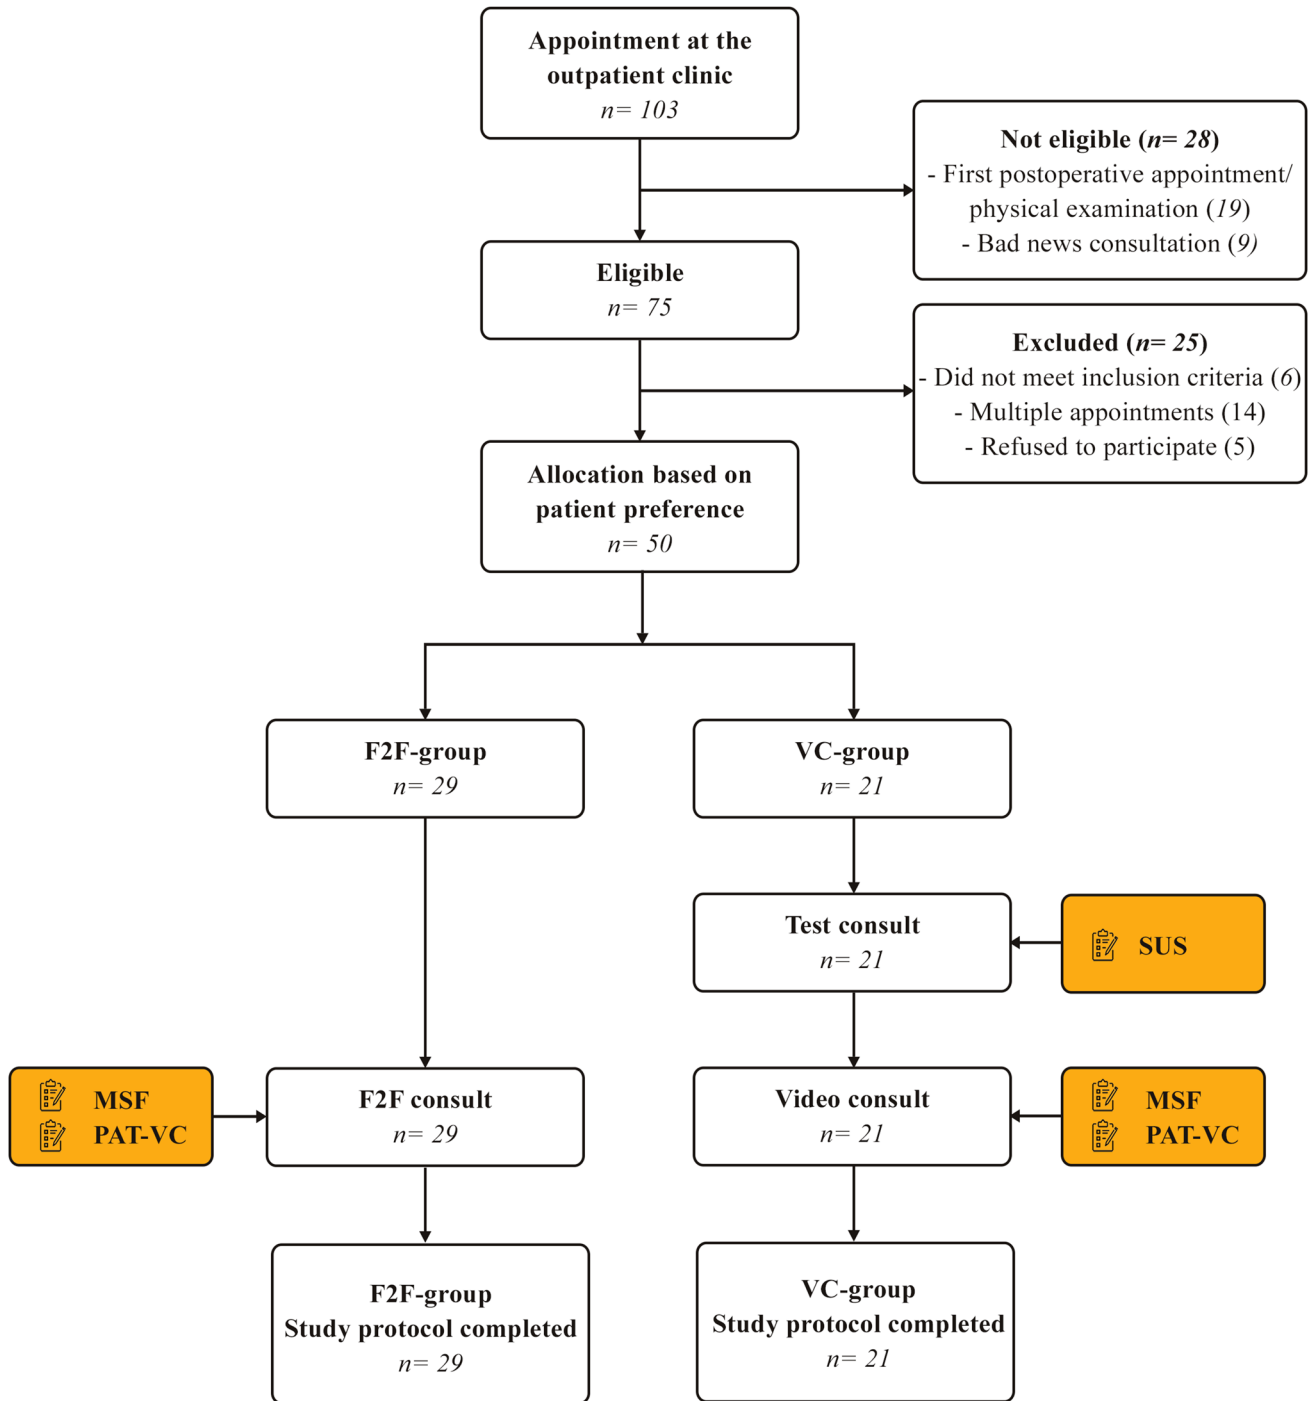 Appointment at the
outpatient clinic
n= 103
Not eligible (n= 28)
- First postoperative appointment/
physical examination (19)
- Bad news consultation (9)
Eligible
n= 75
Excluded (n= 25)
- Did not meet inclusion criteria (6)
- Multiple appointments (14)
- Refused to participate (5)
Allocation based on
patient preference
n= 50
F2F-group
n= 29
VC-group
n= 21
Test consult
n= 21
SUS
MSF
PAT-VC
F2F consult
n= 29
Video consult
n= 21
MSF
PAT-VC
F2F-group
Study protocol completed
n= 29
VC-group
Study protocol completed
n= 21